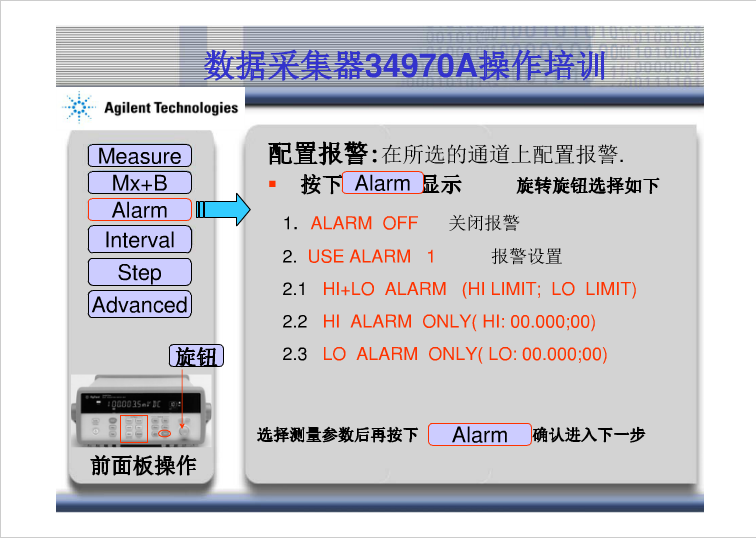 数据采集器34970A操作培训
Agilent Technologies
Measure
Mx+B
Alarm
Interval
Step
Advanced
旋钮
前面板操作
配置报警:在所选的通道上配置报警.
按下 Alarm 显示 旋转旋钮选择如下
1. ALARM OFF 关闭报警
2. USE ALARM 1 报警设置
2.1 HI+LO ALARM (HI LIMIT; LO LIMIT)
2.2 HI ALARM ONLY( HI: 00.000;00)
2.3 LO ALARM ONLY( LO: 00.000;00)
选择测量参数后再按下 Alarm 确认进入下一步